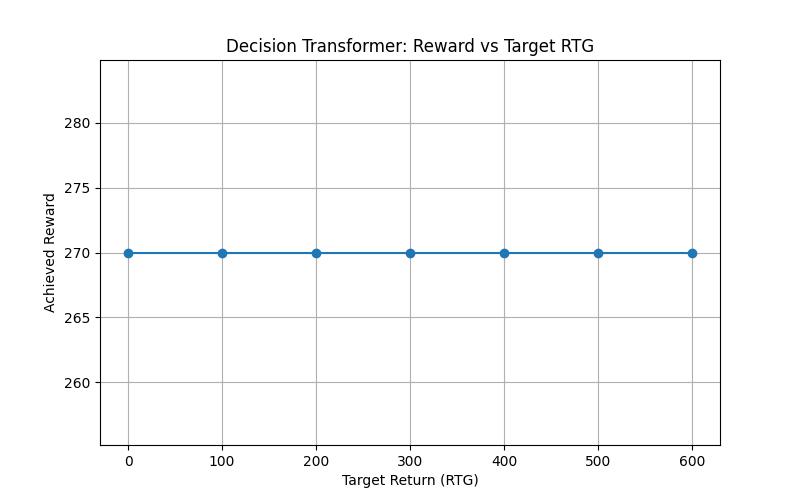 Decision Transformer: Reward vs Target RTG
280
275
270
265
260
Achieved Reward
0 100 200 300 400 500 600
Target Return (RTG)